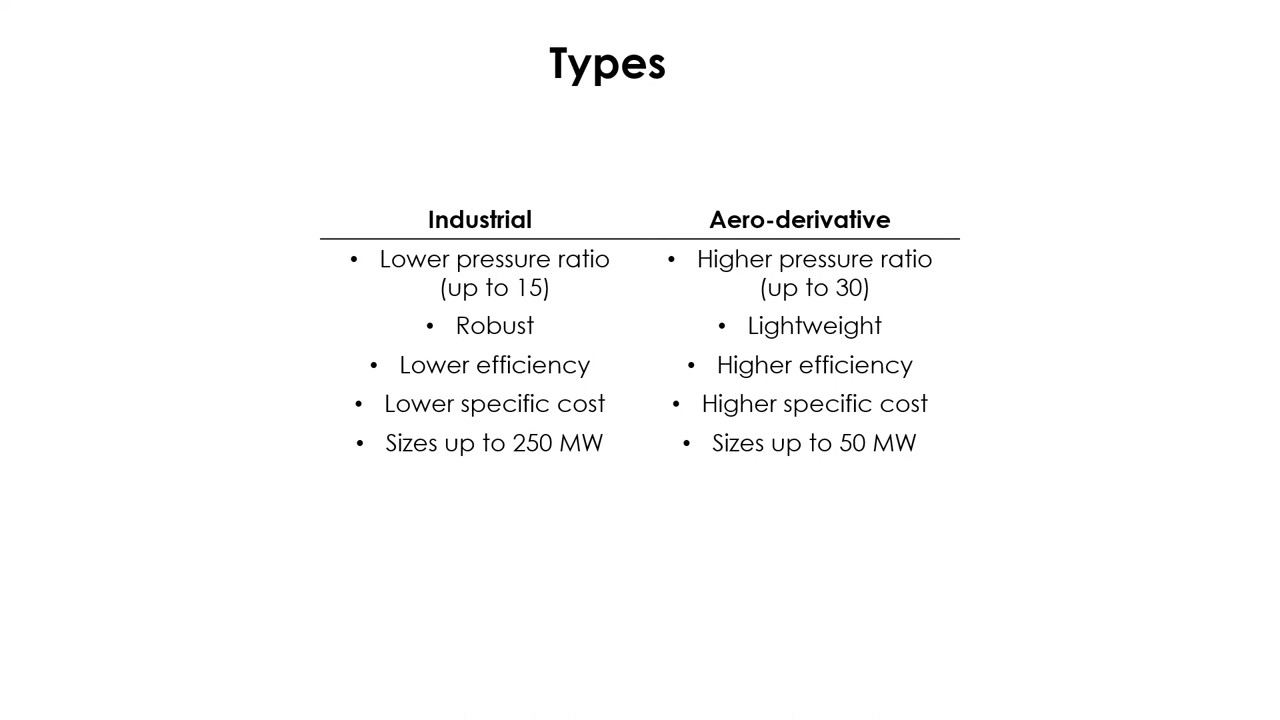 Types
Industrial
Aero-derivative
• Lower pressure ratio
(up to 15)
• Higher pressure ratio
(up to 30)
• Robust
• Lightweight
• Lower efficiency
• Higher efficiency
• Lower specific cost
• Higher specific cost
• Sizes up to 250 MW
• Sizes up to 50 MW